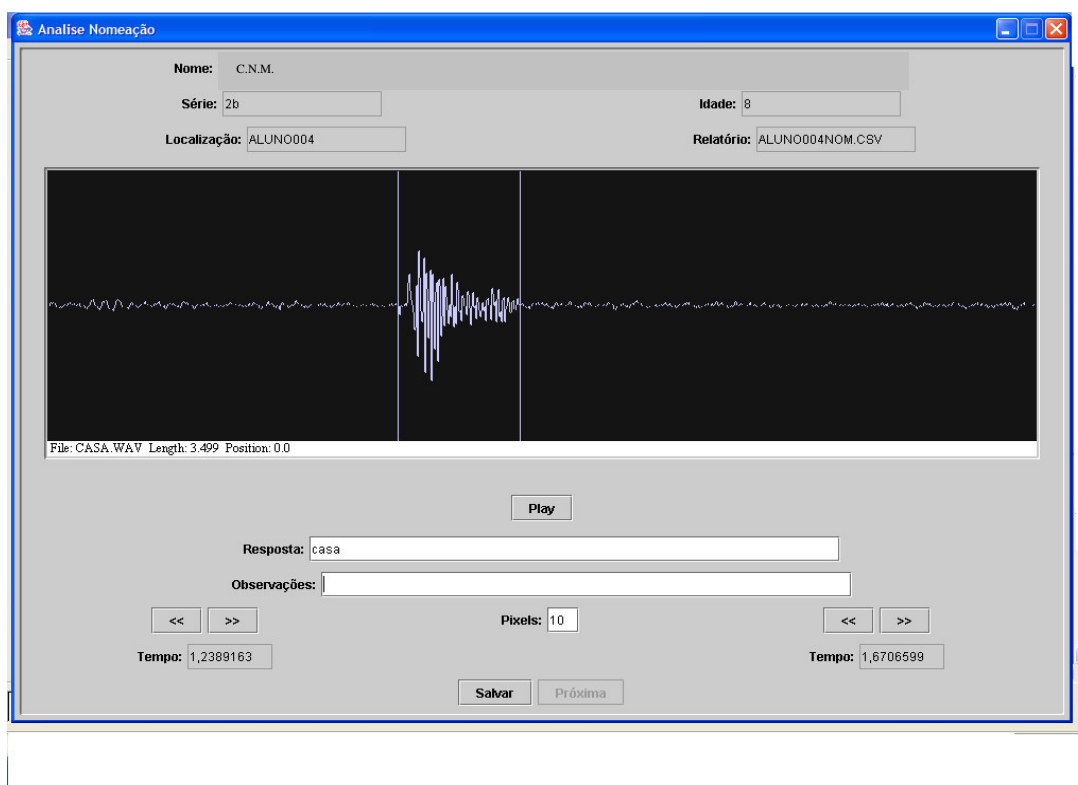 Analise Nomeação
Nome: C.N.M.
Série: 2b Idade: 8
Localização: ALUNO004 Relatório: ALUNO004NOM.CSV
File: CASA.WAV Length: 3.499 Position: 0.0
Play
Resposta: casa
Observações:
<< >> Pixels: 10 << >>
Tempo: 1,2389163 Tempo: 1,6706599
Salvar Próxima